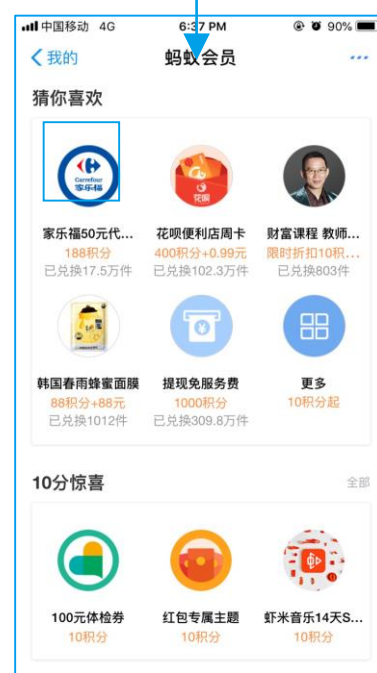 中国移动 4G 6:37 PM 90%
我的 蚂蚁会员 ...
猜你喜欢
Carrefour
家乐福
花呗
家乐福50元代... 花呗便利店周卡 财富课程 教师...
188积分 400积分+0.99元 限时折扣10积...
已兑换17.5万件 已兑换102.3万件 已兑换803件
韩国春雨蜂蜜面膜 提现免服务费 更多
88积分+88元 1000积分 10积分起
已兑换1012件 已兑换309.8万件
10分惊喜 全部
100元体检券 红包专属主题 虾米音乐14天S...
10积分 10积分 10积分